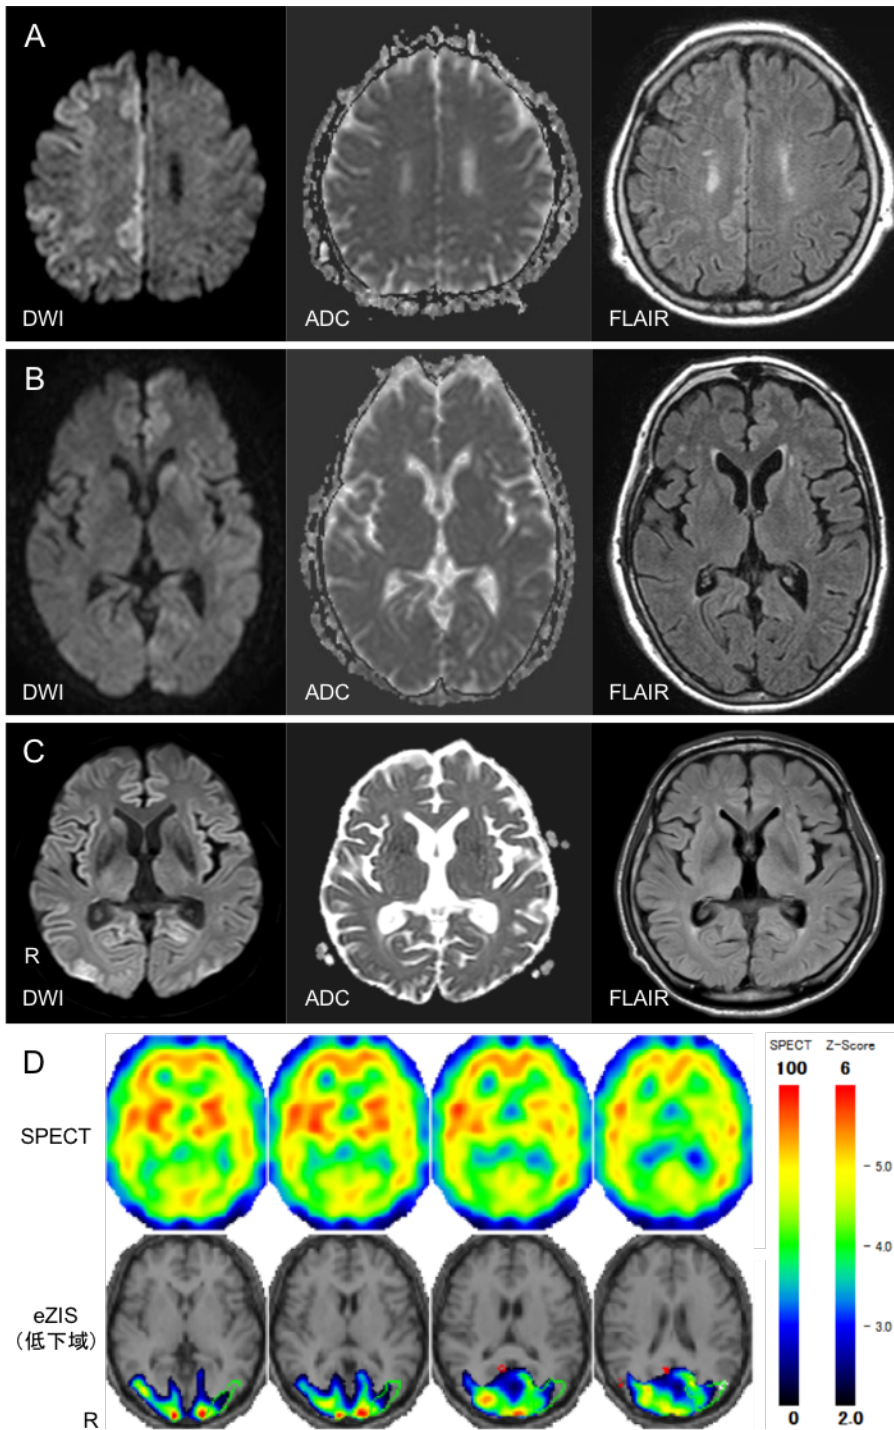 A
DWI
ADC
FLAIR
B
DWI
ADC
FLAIR
C
R
DWI
ADC
FLAIR
D
SPECT Z-Score
100 6
SPECT
5.0
4.0
eZIS
(低下域)
3.0
R
0 2.0